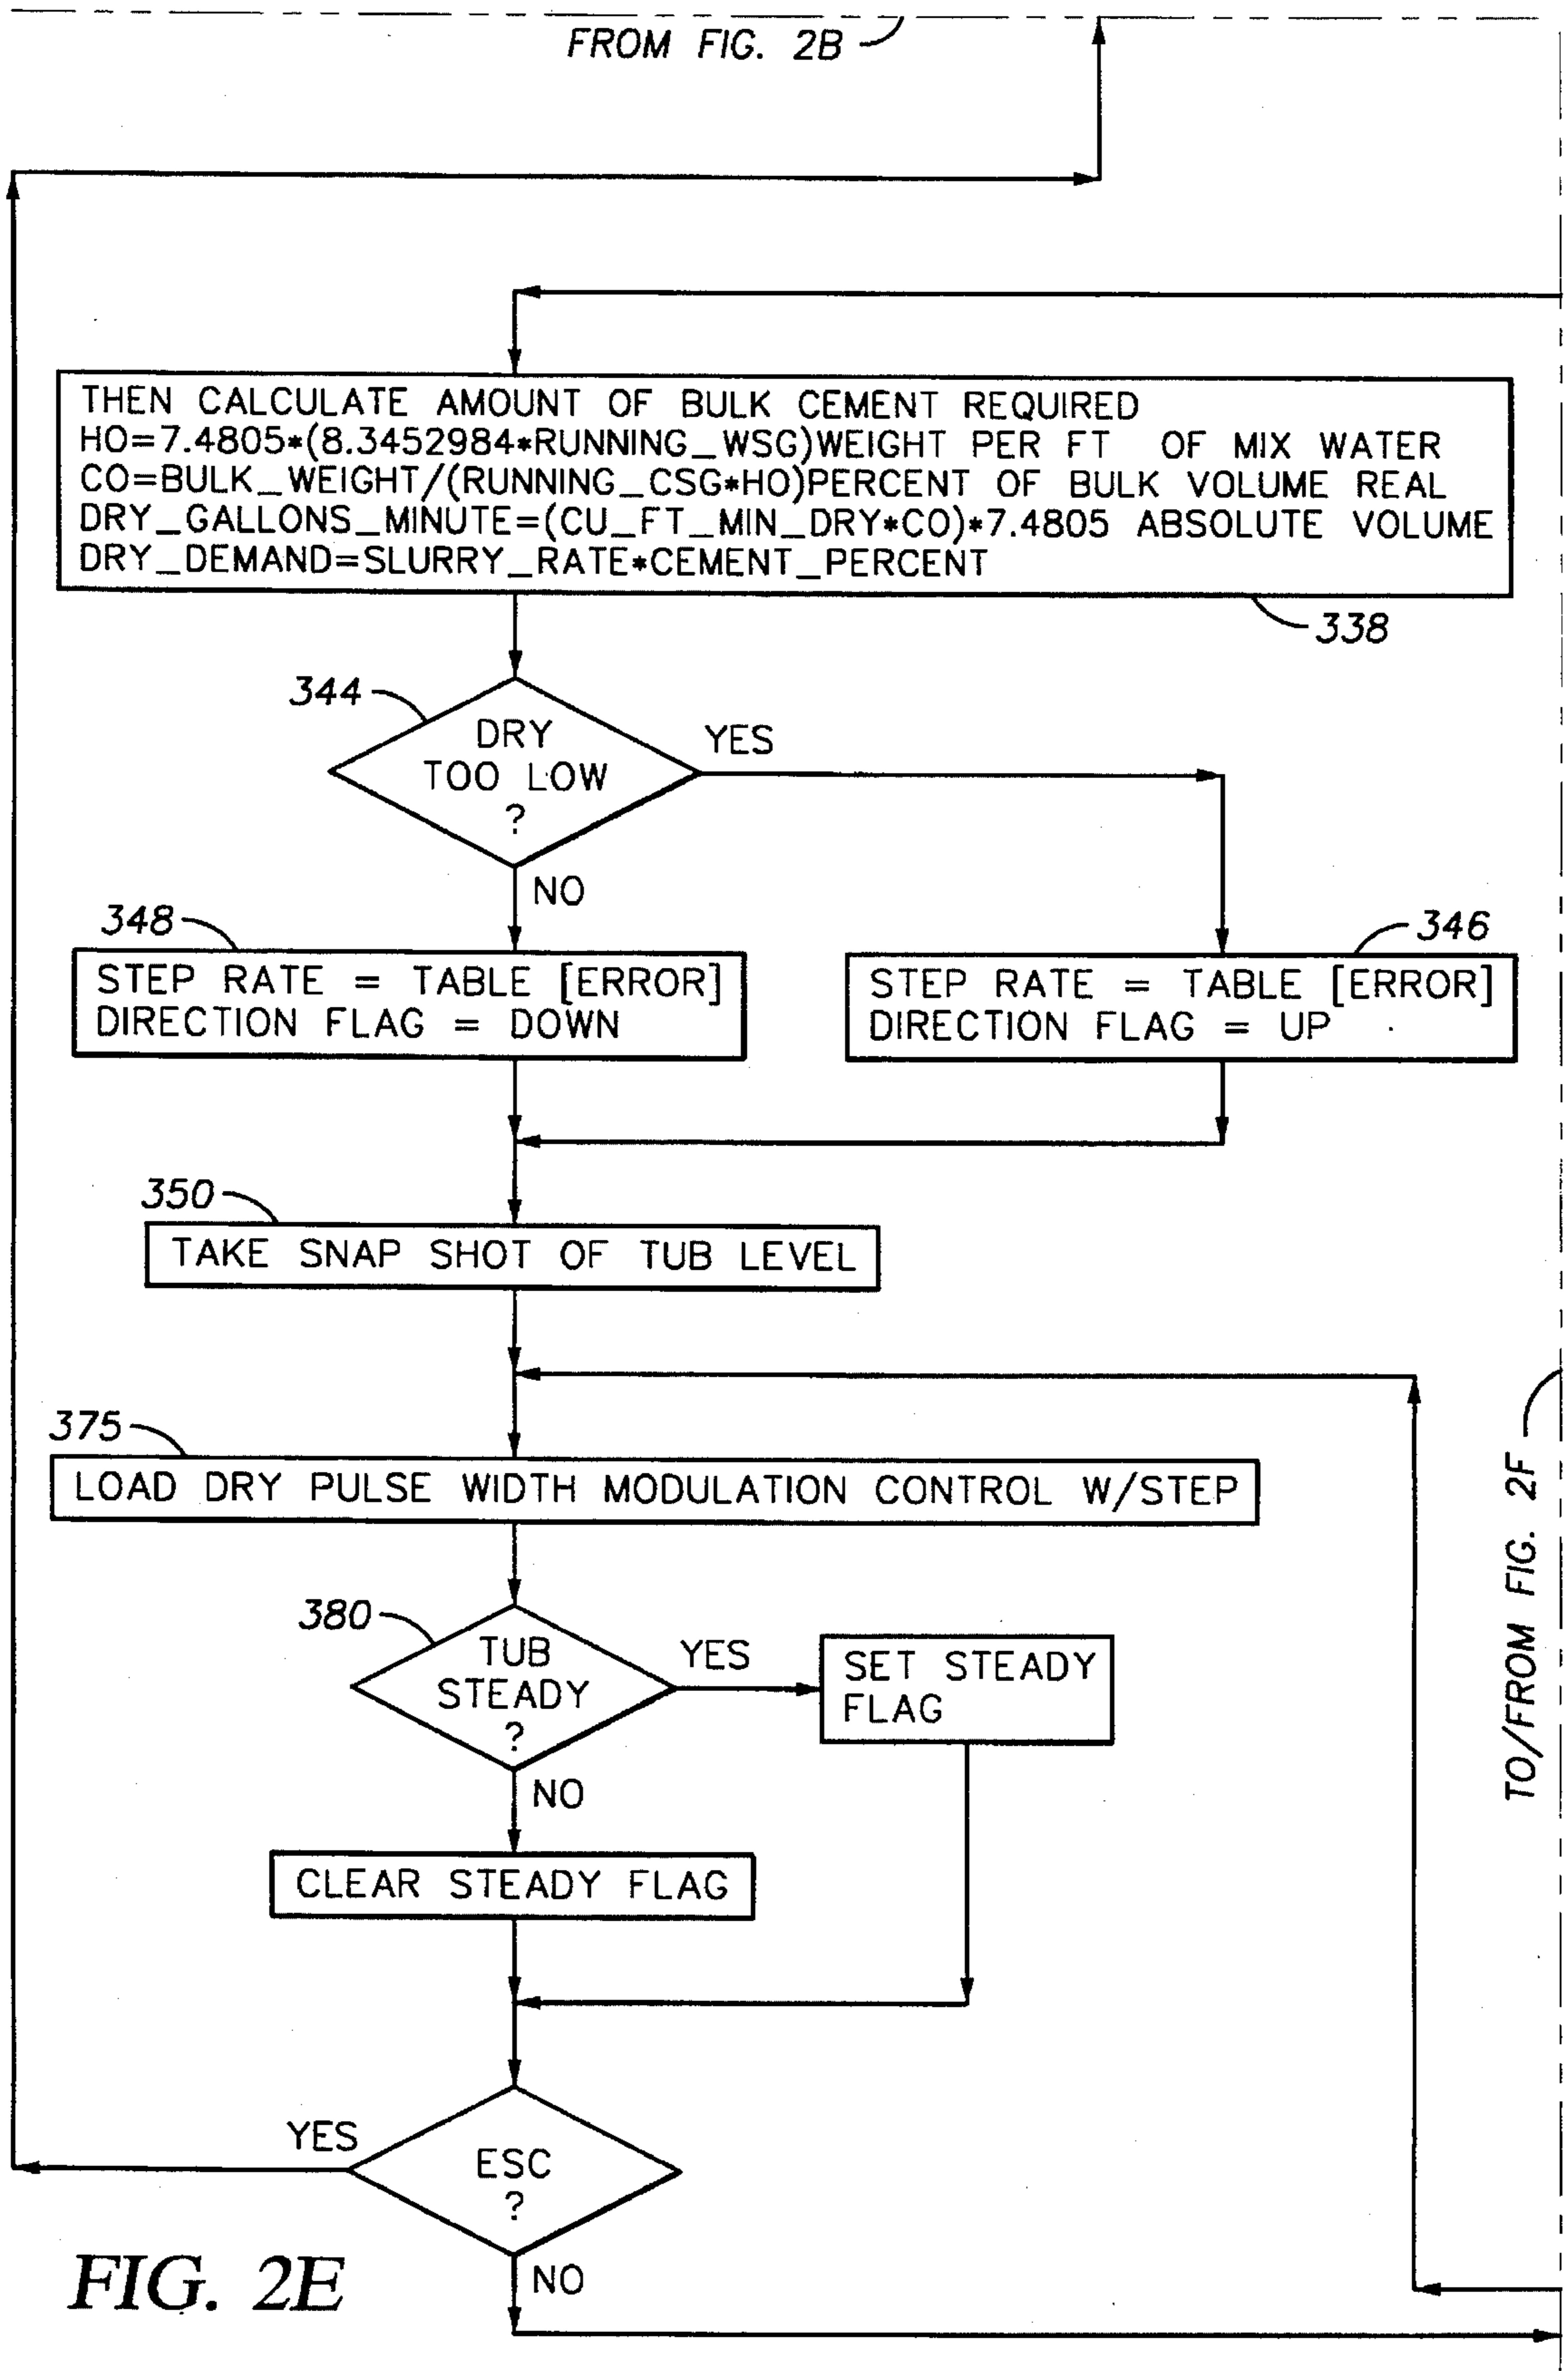 FROM FIG. 2B
THEN CALCULATE AMOUNT OF BULK CEMENT REQUIRED
HO=7.4805*(8.3452984*RUNNING_WSG)WEIGHT PER FT OF MIX WATER
CO=BULK_WEIGHT/(RUNNING_CSG*HO)PERCENT OF BULK VOLUME REAL
DRY_GALLONS_MINUTE=(CU_FT_MIN_DRY*CO)*7.4805 ABSOLUTE VOLUME
DRY_DEMAND=SLURRY_RATE*CEMENT_PERCENT
338
344
DRY
TOO LOW
?
YES
NO
348
STEP RATE = TABLE [ERROR]
DIRECTION FLAG = DOWN
346
STEP RATE = TABLE [ERROR]
DIRECTION FLAG = UP
350
TAKE SNAP SHOT OF TUB LEVEL
375
LOAD DRY PULSE WIDTH MODULATION CONTROL W/STEP
TO/FROM FIG. 2F
380
TUB
STEADY
?
YES
SET STEADY
FLAG
NO
CLEAR STEADY FLAG
YES
ESC
?
NO
FIG. 2E